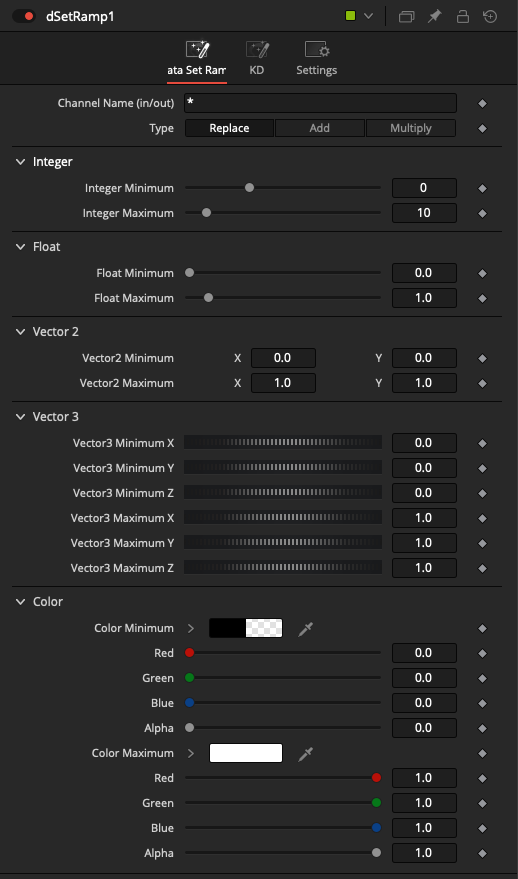 dSetRamp1
ata Set Ram
KD
Settings
Channel Name (in/out) *
Type Replace Add Multiply
Integer
Integer Minimum 0
Integer Maximum 10
Float
Float Minimum 0.0
Float Maximum 1.0
Vector 2
Vector2 Minimum X 0.0 Y 0.0
Vector2 Maximum X 1.0 Y 1.0
Vector 3
Vector3 Minimum X 0.0
Vector3 Minimum Y 0.0
Vector3 Minimum Z 0.0
Vector3 Maximum X 1.0
Vector3 Maximum Y 1.0
Vector3 Maximum Z 1.0
Color
Color Minimum
Red 0.0
Green 0.0
Blue 0.0
Alpha 0.0
Color Maximum
Red 1.0
Green 1.0
Blue 1.0
Alpha 1.0